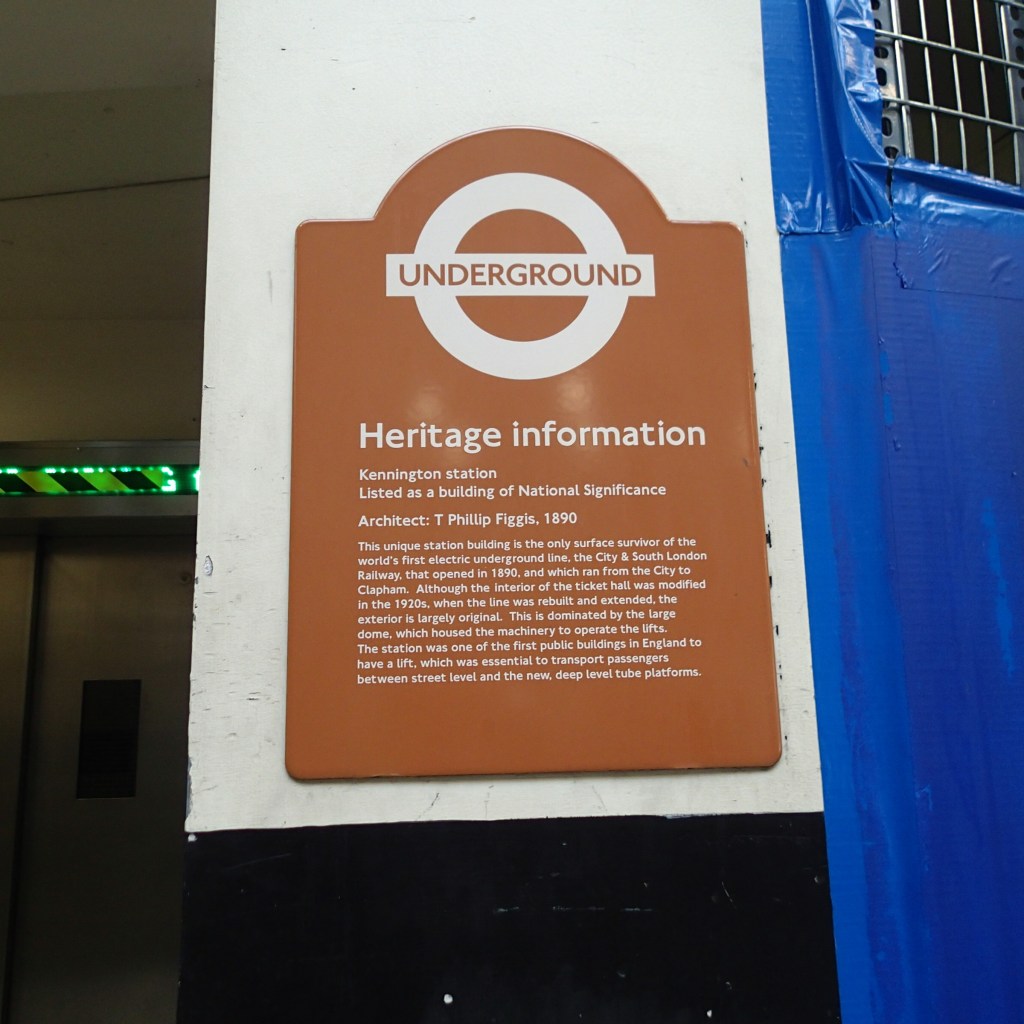 UNDERGROUND
Heritage information
Kennington station
Listed as a building of National Significance
Architect: T Phillip Figgis, 1890
This unique station building is the only surface survivor of the
world's first electric underground line, the City & South London
Railway, that opened in 1890, and which ran from the City to
Clapham. Although the interior of the ticket hall was modified
in the 1920s, when the line was rebuilt and extended, the
exterior is largely original. This is dominated by the large
dome, which housed the machinery to operate the lifts.
The station was one of the first public buildings in England to
have a lift, which was essential to transport passengers
between street level and the new, deep level tube platforms.